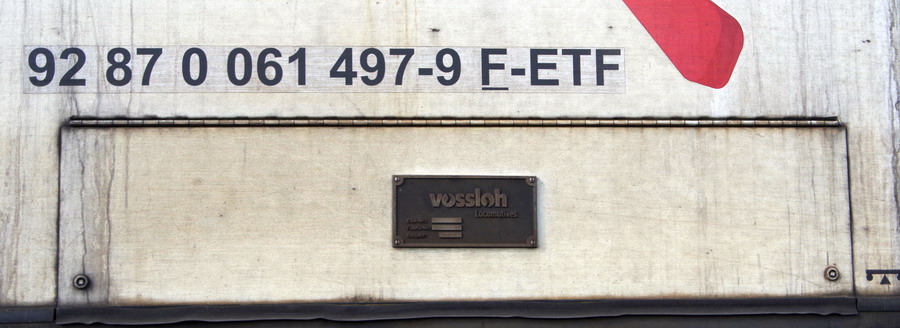 92 87 0 061 497-9 F-ETF
vossloh
Locomotives